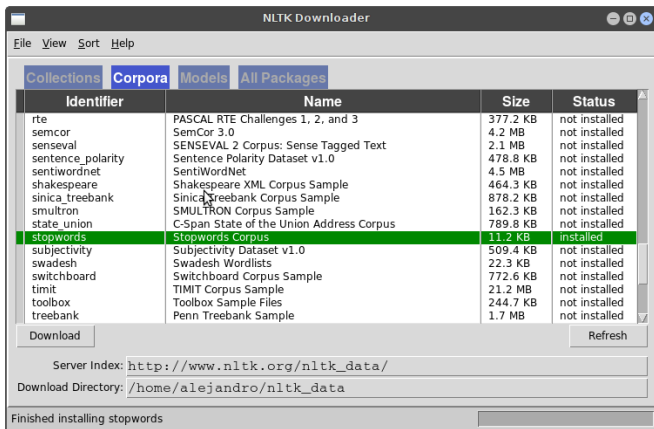 NLTK Downloader
File View Sort Help
Collections Corpora Models All Packages
Identifier Name Size Status
rte PASCAL RTE Challenges 1, 2, and 3 377.2 KB not installed
semcor SemCor 3.0 4.2 MB not installed
senseval SENSEVAL 2 Corpus: Sense Tagged Text 2.1 MB not installed
sentence_polarity Sentence Polarity Dataset v1.0 478.8 KB not installed
sentiwordnet SentiWordNet 4.5 MB not installed
shakespeare Shakespeare XML Corpus Sample 464.3 KB not installed
sinica_treebank Sinica Treebank Corpus Sample 878.2 KB not installed
smultron SMULTRON Corpus Sample 162.3 KB not installed
state_union C-Span State of the Union Address Corpus 789.8 KB not installed
stopwords Stopwords Corpus 11.2 KB installed
subjectivity Subjectivity Dataset v1.0 509.4 KB not installed
swadesh Swadesh Wordlists 22.3 KB not installed
switchboard Switchboard Corpus Sample 772.6 KB not installed
timit TIMIT Corpus Sample 21.2 MB not installed
toolbox Toolbox Sample Files 244.7 KB not installed
treebank Penn Treebank Sample 1.7 MB not installed
Download Refresh
Server Index: http://www.nltk.org/nltk_data/
Download Directory: /home/alejandro/nltk_data
Finished installing stopwords